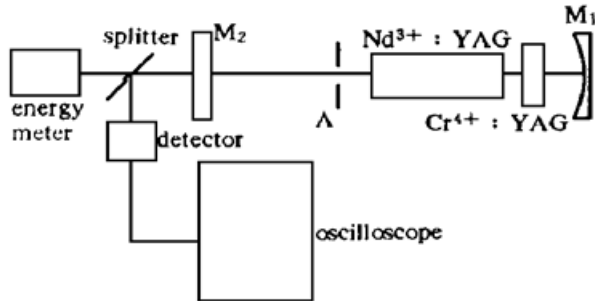 splitter
M₂
Nd³⁺ : YAG
M₁
energy
meter
A
Cr⁴⁺ : YAG
detector
oscilloscope